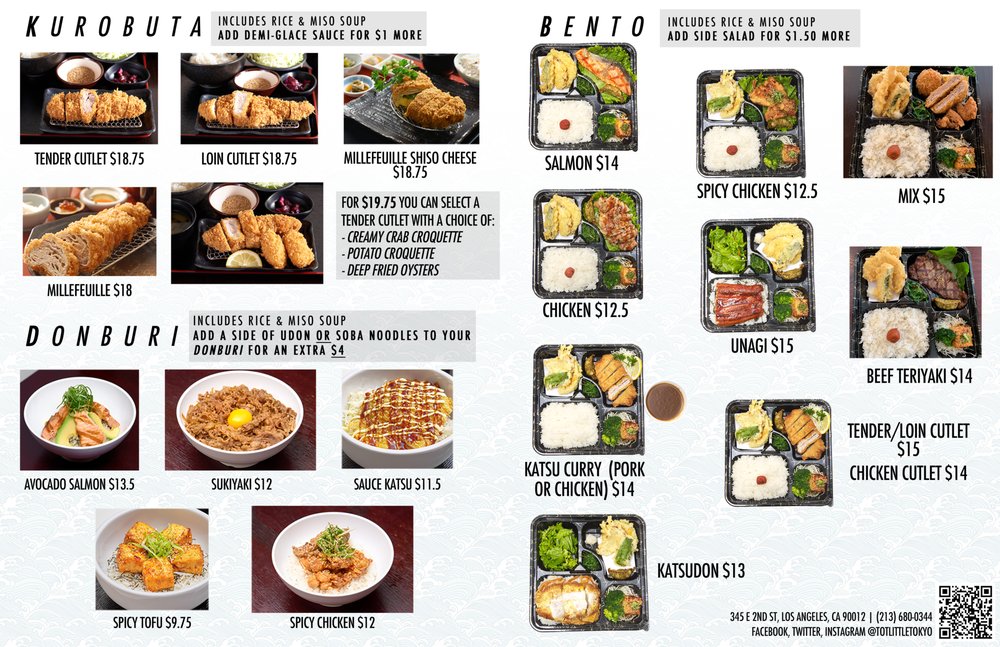 KUROBUTA
INCLUDES RICE & MISO SOUP
ADD DEMI-GLACE SAUCE FOR $1 MORE
TENDER CUTLET $18.75
LOIN CUTLET $18.75
MILLEFEUILLE SHISO CHEESE
$18.75
MILLEFEUILLE $18
FOR $19.75 YOU CAN SELECT A
TENDER CUTLET WITH A CHOICE OF:
- CREAMY CRAB CROQUETTE
- POTATO CROQUETTE
- DEEP FRIED OYSTERS
DONBURI
INCLUDES RICE & MISO SOUP
ADD A SIDE OF UDON OR SOBA NOODLES TO YOUR
DONBURI FOR AN EXTRA $4
AVOCADO SALMON $13.5
SUKIYAKI $12
SAUCE KATSU $11.5
SPICY TOFU $9.75
SPICY CHICKEN $12
BENTO
INCLUDES RICE & MISO SOUP
ADD SIDE SALAD FOR $1.50 MORE
SALMON $14
SPICY CHICKEN $12.5
MIX $15
CHICKEN $12.5
UNAGI $15
BEEF TERIYAKI $14
KATSU CURRY (PORK
OR CHICKEN) $14
TENDER/LOIN CUTLET
$15
CHICKEN CUTLET $14
KATSUDON $13
345 E 2ND ST, LOS ANGELES, CA 90012 | (213) 680-0344
FACEBOOK, TWITTER, INSTAGRAM @TOTLITTLETOKYO